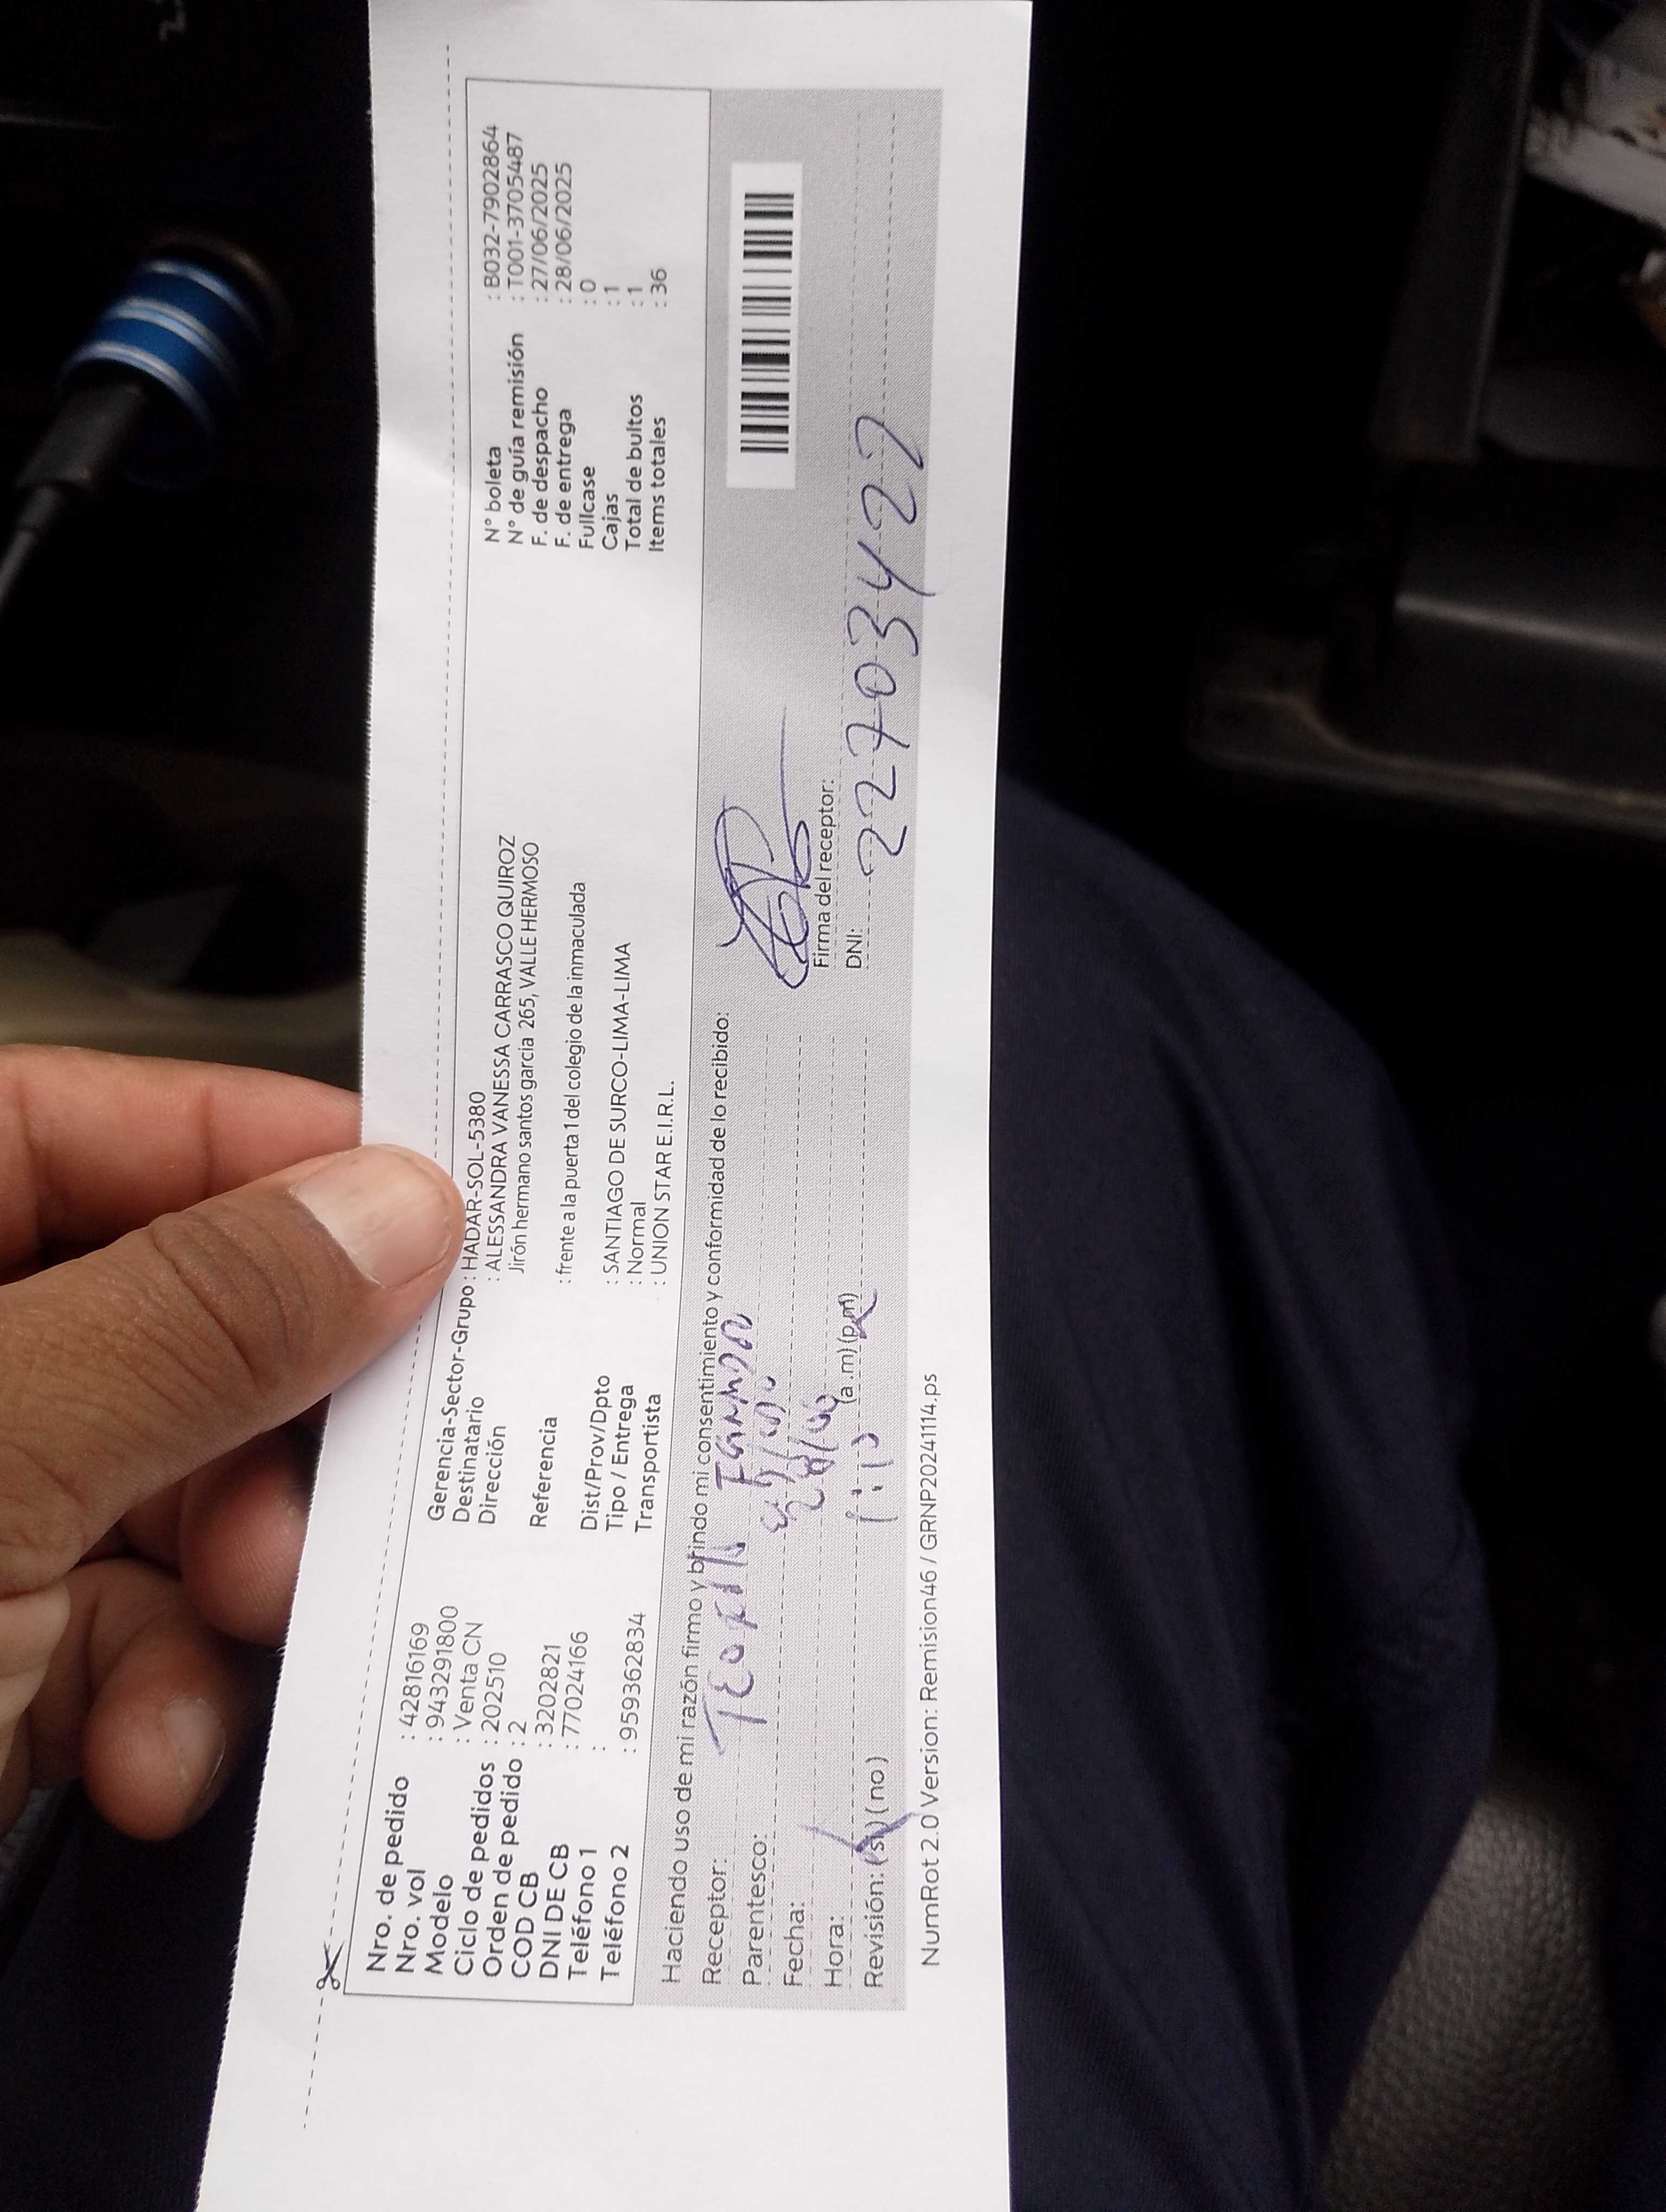 Nro. de pedido : 42816169
Nro. vol : 943291800
Modelo : Venta CN
Ciclo de pedidos : 202510
Orden de pedido : 2
COD CB : 3202821
DNI DE CB : 77024166
Teléfono 1 :
Teléfono 2 : 959362834
Gerencia-Sector-Grupo : HADAR-SOL-5380
Destinatario : ALESSANDRA VANESSA CARRASCO QUIROZ
Dirección Jirón hermano santos garcia 265, VALLE HERMOSO
Referencia : frente a la puerta 1 del colegio de la inmaculada
Dist/Prov/Dpto : SANTIAGO DE SURCO-LIMA-LIMA
Tipo / Entrega : Normal
Transportista : UNION STAR E.I.R.L.
N° boleta : B032-7902864
N° de guía remisión : T001-3705487
F. de despacho : 27/06/2025
F. de entrega : 28/06/2025
Fullcase : 0
Cajas : 1
Total de bultos : 1
Items totales : 36
Haciendo uso de mi razón firmo y brindo mi consentimiento y conformidad de lo recibido:
Receptor:
Parentesco:
Fecha:
Hora: (a.m) (p.m)
Revisión: (si) (no)
Firma del receptor:
DNI: 22703422
NumRot 2.0 Version: Remision46 / GRNP20241114.ps